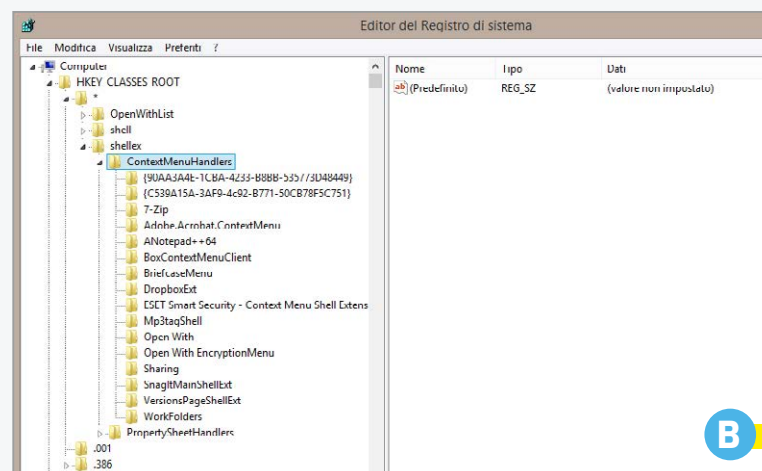 Editor del Registro di sistema
File Modifica Visualizza Preferiti ?
Computer
HKEY_CLASSES_ROOT
*
OpenWithList
shell
shellex
ContextMenuHandlers
{90AA3A4E-1CBA-4233-B8BB-535773D48449}
{C539A15A-3AF9-4c92-B771-50CB78F5C751}
7-Zip
Adobe.Acrobat.ContextMenu
ANotepad++64
BoxContextMenuClient
BriefcaseMenu
DropboxExt
ESET Smart Security - Context Menu Shell Extens
Mp3tagShell
Open With
Open With EncryptionMenu
Sharing
SnagItMainShellExt
VersionsPageShellExt
WorkFolders
PropertySheetHandlers
.001
.386
Nome Tipo Dati
ab (Predefinito) REG_SZ (valore non impostato)
B